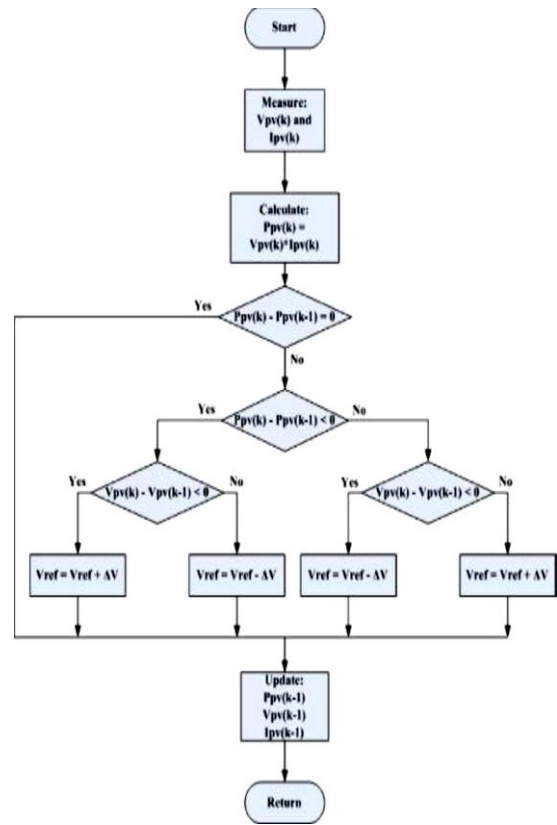 Start
Measure:
Vpv(k) and
Ipv(k)
Calculate:
Ppv(k) =
Vpv(k)*Ipv(k)
Yes
Ppv(k) - Ppv(k-1) = 0
No
Yes
Ppv(k) - Ppv(k-1) < 0
No
Yes
Vpv(k) - Vpv(k-1) < 0
No
Yes
Vpv(k) - Vpv(k-1) < 0
No
Vref = Vref + ΔV
Vref = Vref - ΔV
Vref = Vref - ΔV
Vref = Vref + ΔV
Update:
Ppv(k-1)
Vpv(k-1)
Ipv(k-1)
Return